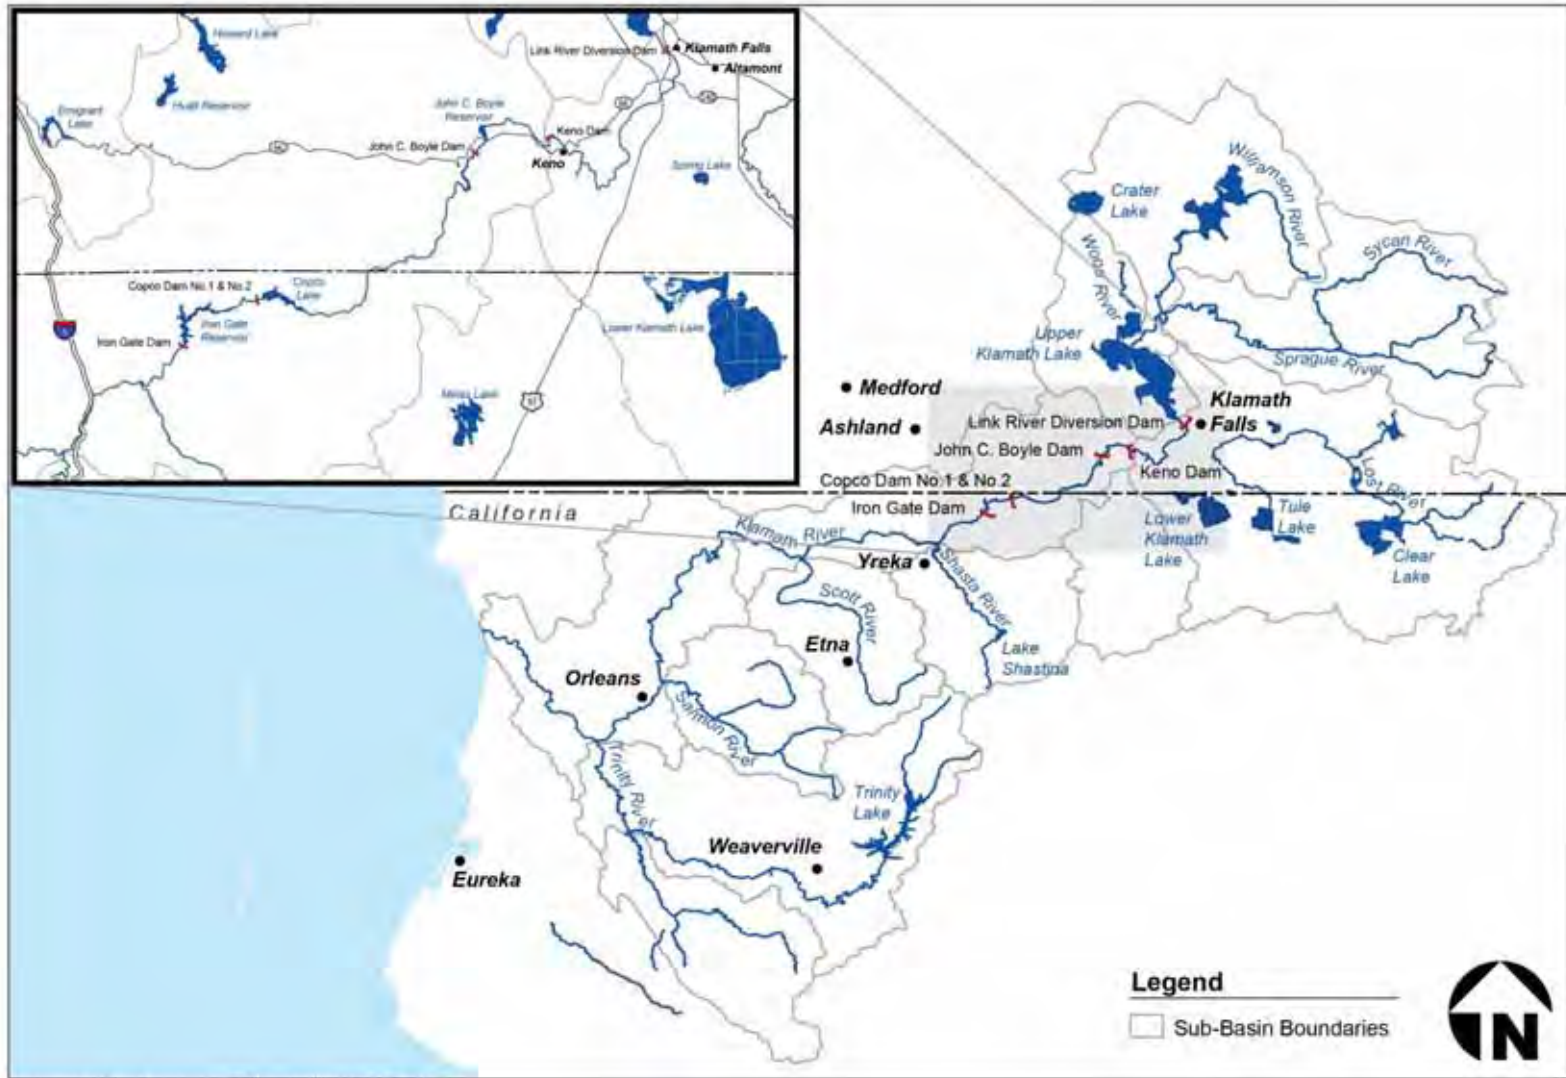 Howard Lake
Hyatt Reservoir
Emigrant
Lake
Link River Diversion Dam
Klamath Falls
Altamont
John C. Boyle
Reservoir
Keno Dam
John C. Boyle Dam
Keno
Spring Lake
Copco Dam No.1 & No.2
Copco
Lake
Iron Gate
Reservoir
Iron Gate Dam
Lower Klamath Lake
Meiss Lake
Crater
Lake
Williamson River
Sycan River
Upper
Klamath Lake
Sprague River
Medford
Ashland
Klamath
Falls
Link River Diversion Dam
John C. Boyle Dam
Keno Dam
Copco Dam No.1 & No.2
Iron Gate Dam
Lost River
Lower
Klamath
Lake
Tule
Lake
Clear
Lake
California
Klamath River
Yreka
Shasta River
Scott River
Etna
Lake
Shastina
Orleans
Salmon River
Trinity River
Trinity
Lake
Weaverville
Eureka
Legend
Sub-Basin Boundaries
N